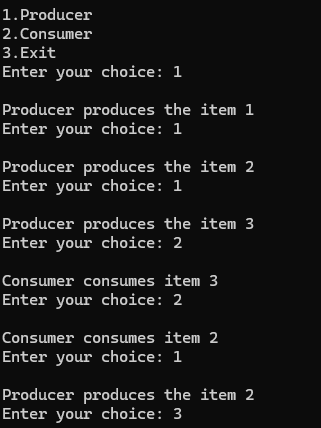 1.Producer
2.Consumer
3.Exit
Enter your choice: 1
Producer produces the item 1
Enter your choice: 1
Producer produces the item 2
Enter your choice: 1
Producer produces the item 3
Enter your choice: 2
Consumer consumes item 3
Enter your choice: 2
Consumer consumes item 2
Enter your choice: 1
Producer produces the item 2
Enter your choice: 3